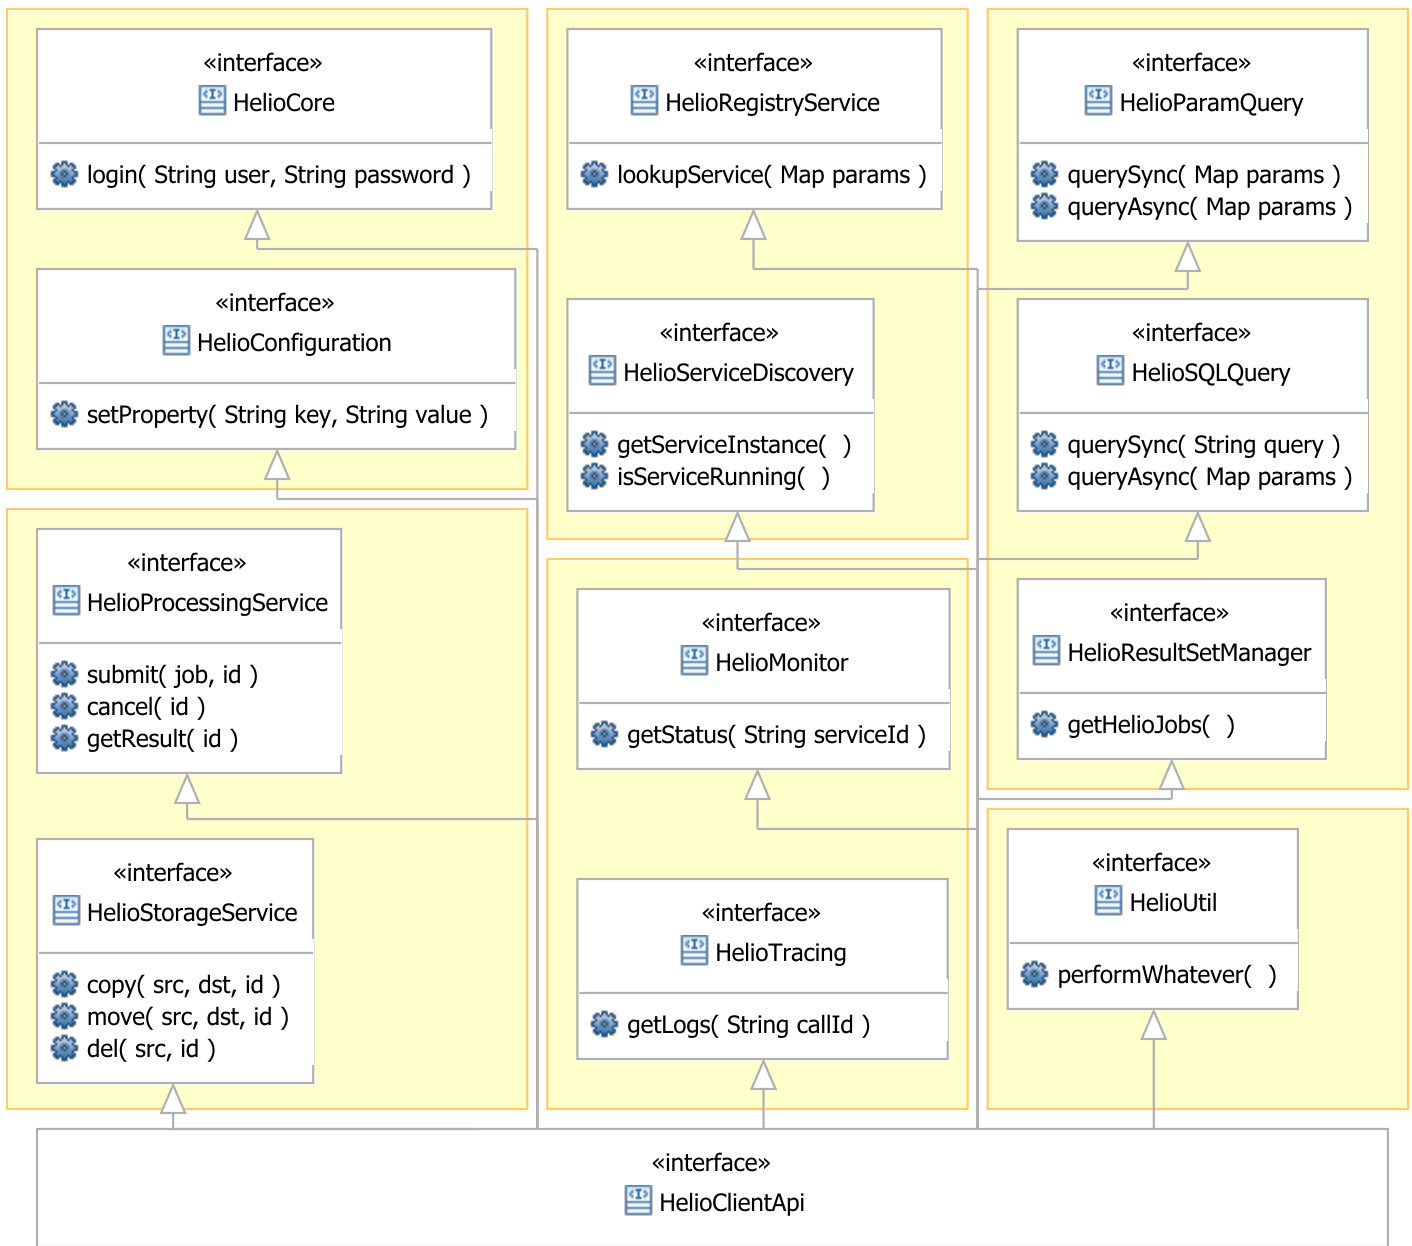 «interface»
HelioCore
login( String user, String password )
«interface»
HelioConfiguration
setProperty( String key, String value )
«interface»
HelioProcessingService
submit( job, id )
cancel( id )
getResult( id )
«interface»
HelioStorageService
copy( src, dst, id )
move( src, dst, id )
del( src, id )
«interface»
HelioRegistryService
lookupService( Map params )
«interface»
HelioServiceDiscovery
getServiceInstance(  )
isServiceRunning(  )
«interface»
HelioMonitor
getStatus( String serviceId )
«interface»
HelioTracing
getLogs( String callId )
«interface»
HelioParamQuery
querySync( Map params )
queryAsync( Map params )
«interface»
HelioSQLQuery
querySync( String query )
queryAsync( Map params )
«interface»
HelioResultSetManager
getHelioJobs(  )
«interface»
HelioUtil
performWhatever(  )
«interface»
HelioClientApi